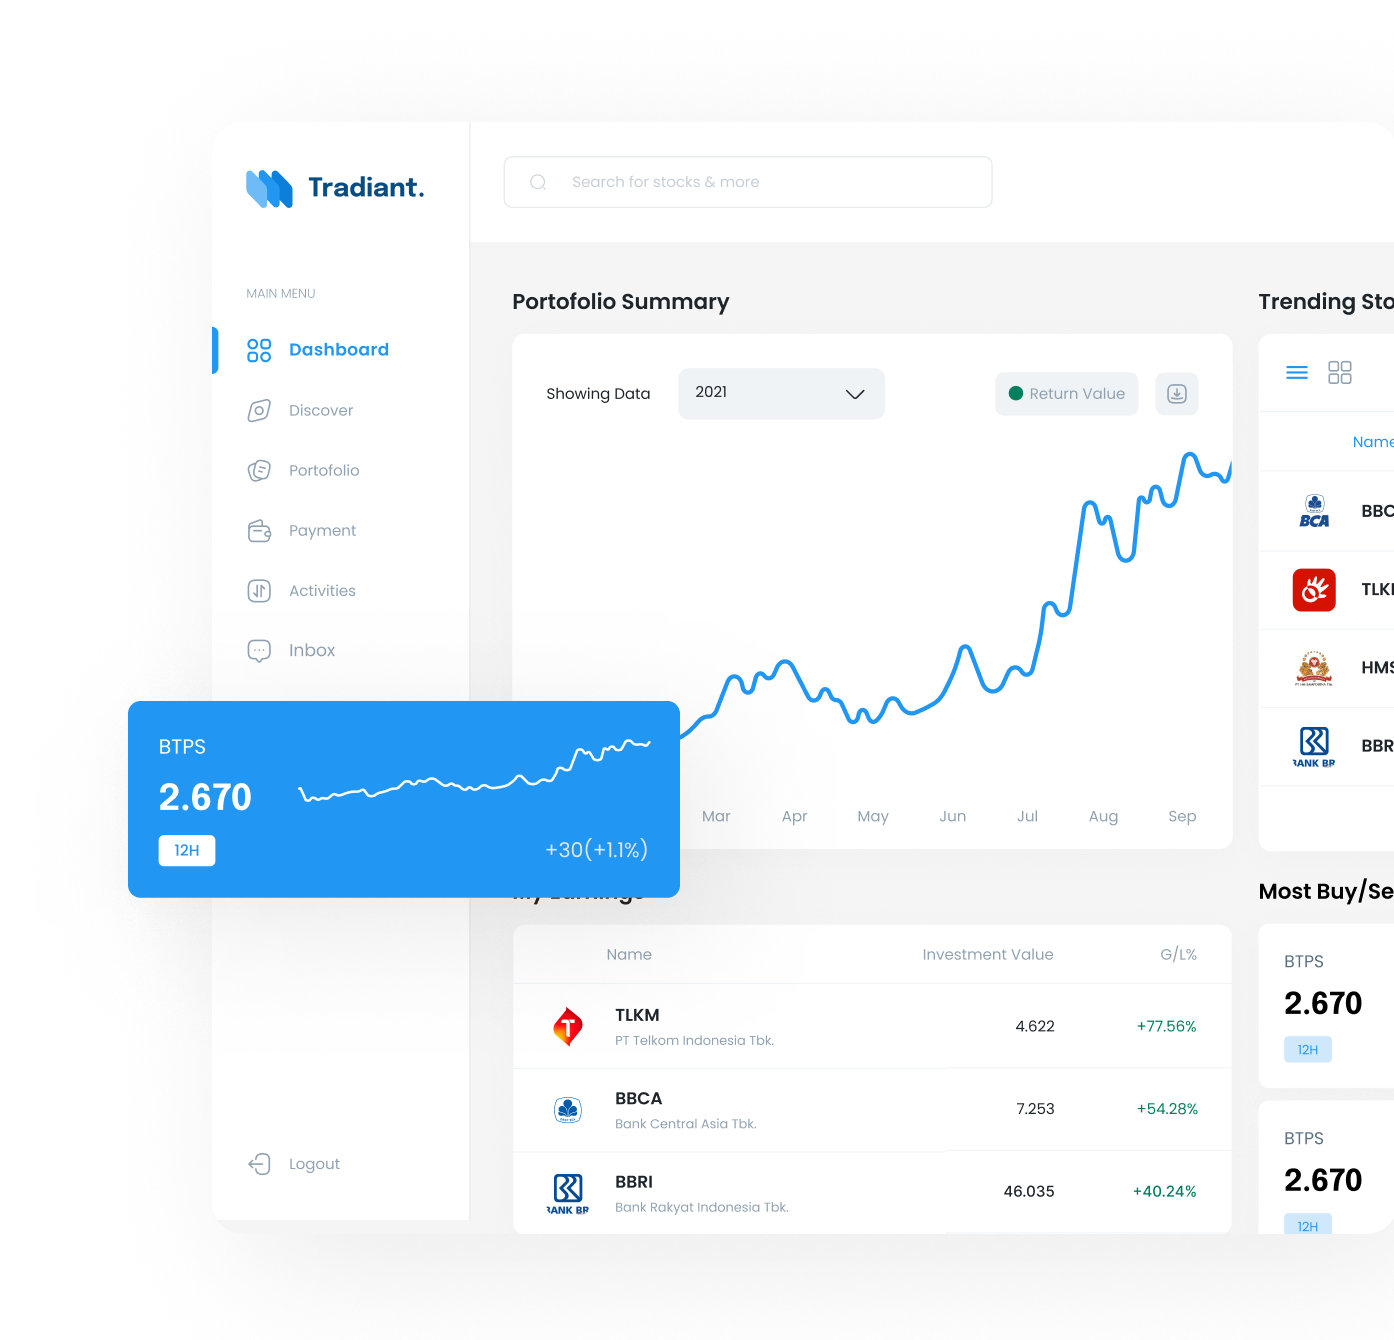 Tradiant.
Search for stocks & more
MAIN MENU
Dashboard
Discover
Portofolio
Payment
Activities
Inbox
Logout
Portofolio Summary
Showing Data
2021
Return Value
Mar Apr May Jun Jul Aug Sep
BTPS
2.670
12H
+30(+1.1%)
My Earnings
Name Investment Value G/L%
TLKM
PT Telkom Indonesia Tbk.
4.622 +77.56%
BBCA
Bank Central Asia Tbk.
7.253 +54.28%
BBRI
Bank Rakyat Indonesia Tbk.
46.035 +40.24%
BANK BR
Trending Sto
Name
BCA
BBC
TLK
HMS
BANK BR
BBR
Most Buy/Se
BTPS
2.670
12H
BTPS
2.670
12H